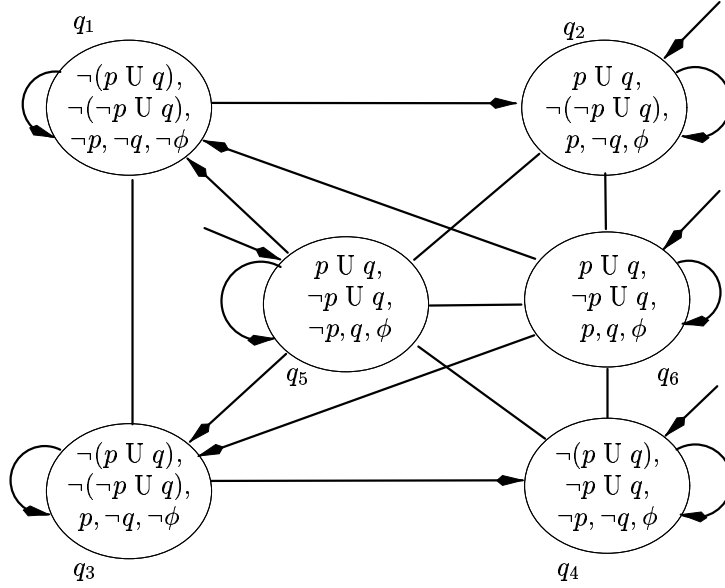 q₁
¬(p U q),
¬(¬p U q),
¬p, ¬q, ¬ϕ
q₂
p U q,
¬(¬p U q),
p, ¬q, ϕ
p U q,
¬p U q,
¬p, q, ϕ
q₅
p U q,
¬p U q,
p, q, ϕ
q₆
¬(p U q),
¬(¬p U q),
p, ¬q, ¬ϕ
q₃
¬(p U q),
¬p U q,
¬p, ¬q, ϕ
q₄